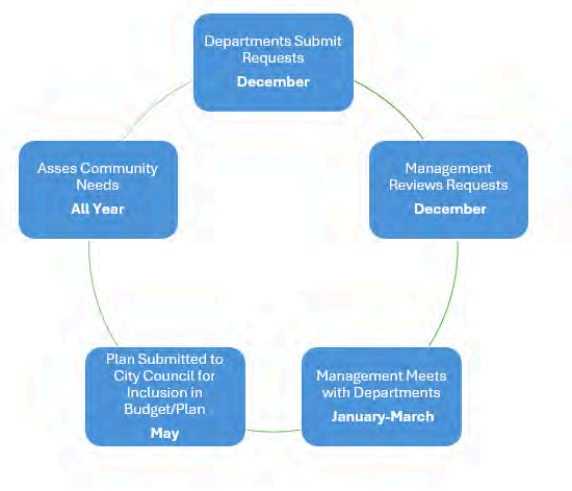 Departments Submit
Requests
December
Management
Reviews Requests
December
Management Meets
with Departments
January-March
Plan Submitted to
City Council for
Inclusion in
Budget/Plan
May
Asses Community
Needs
All Year